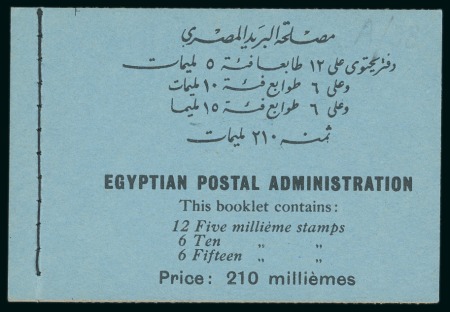 مصلحة البريد المصرى
دفتر يحتوى على ١٢ طابعا فئة ٥ مليمات
وعلى ٦ طوابع فئة ١٠ مليمات
وعلى ٦ طوابع فئة ١٥ مليما
ثمنه ٢١٠ مليمات
EGYPTIAN POSTAL ADMINISTRATION
This booklet contains:
12 Five millième stamps
6 Ten „ „
6 Fifteen „ „
Price: 210 millièmes